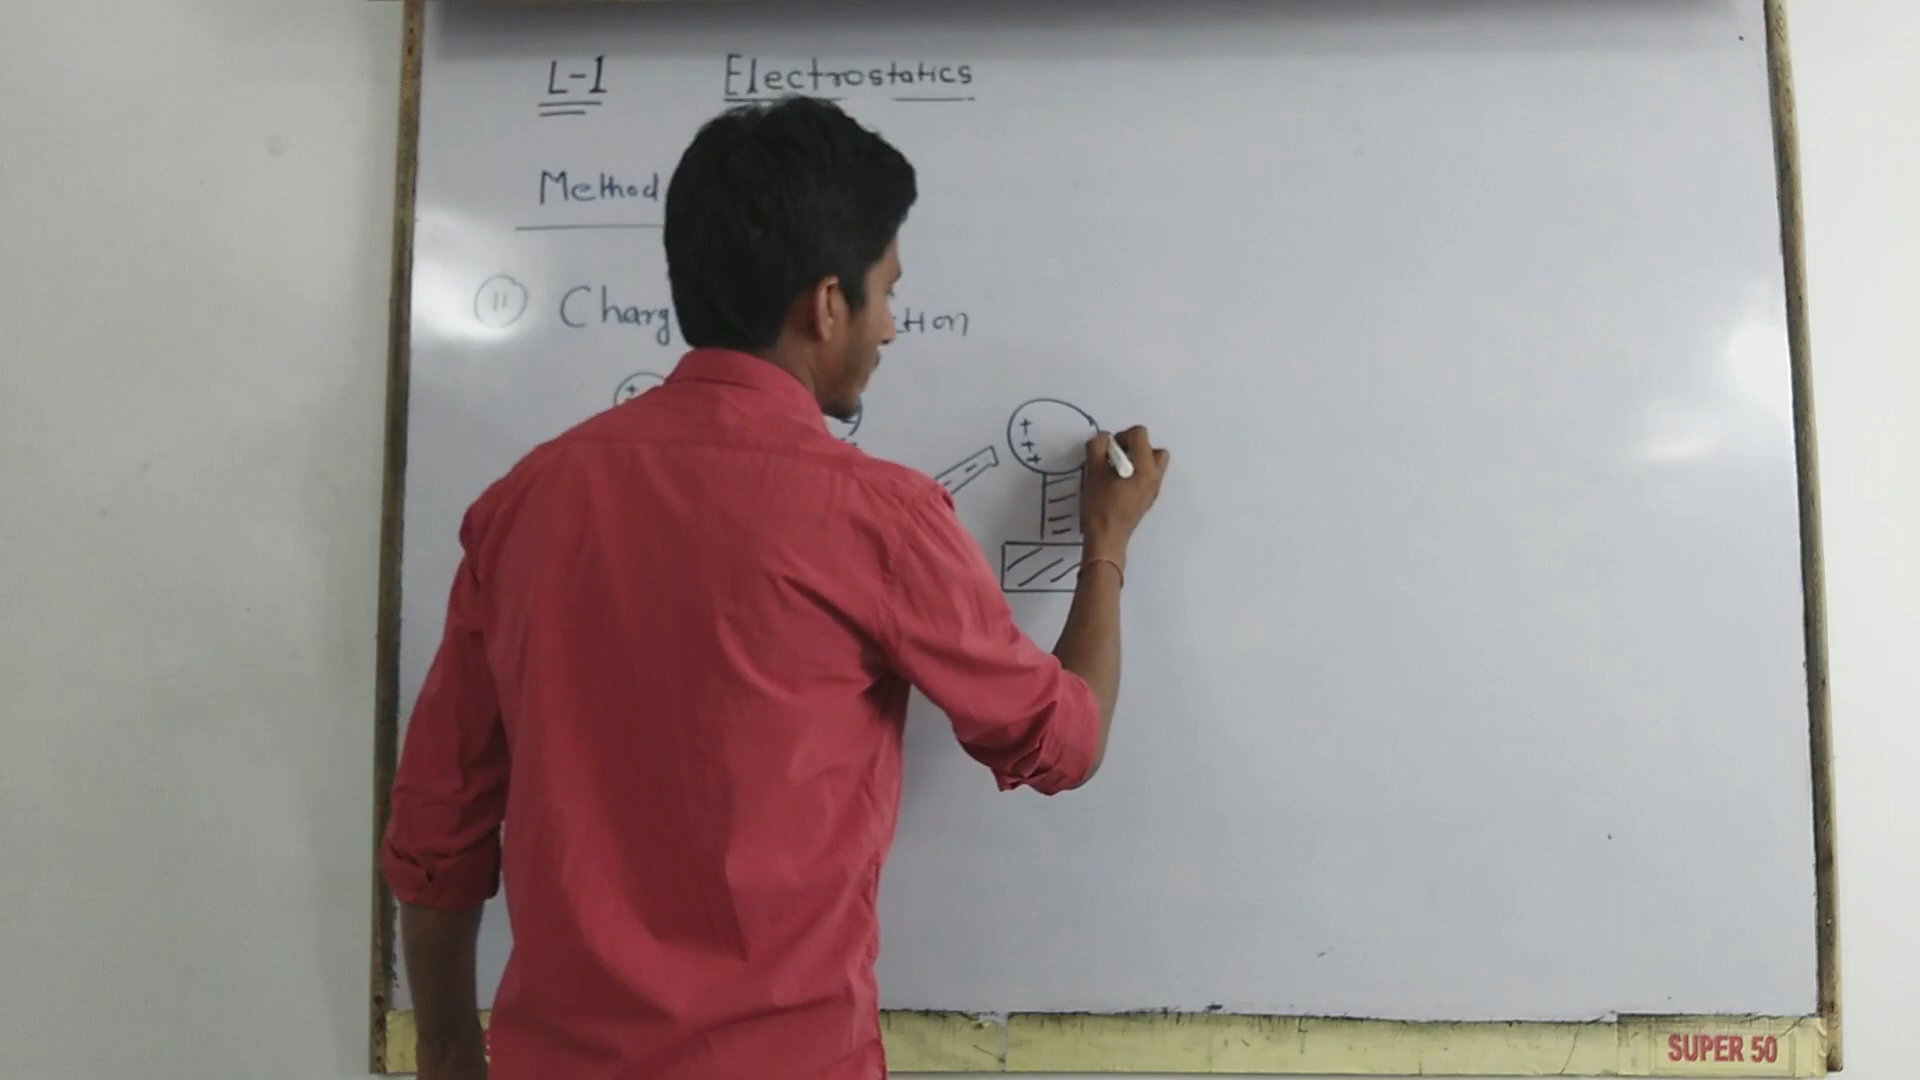 L-1 Electrostatics
Method
(ii) Charg
tion
+
+
+
+
-
SUPER 50